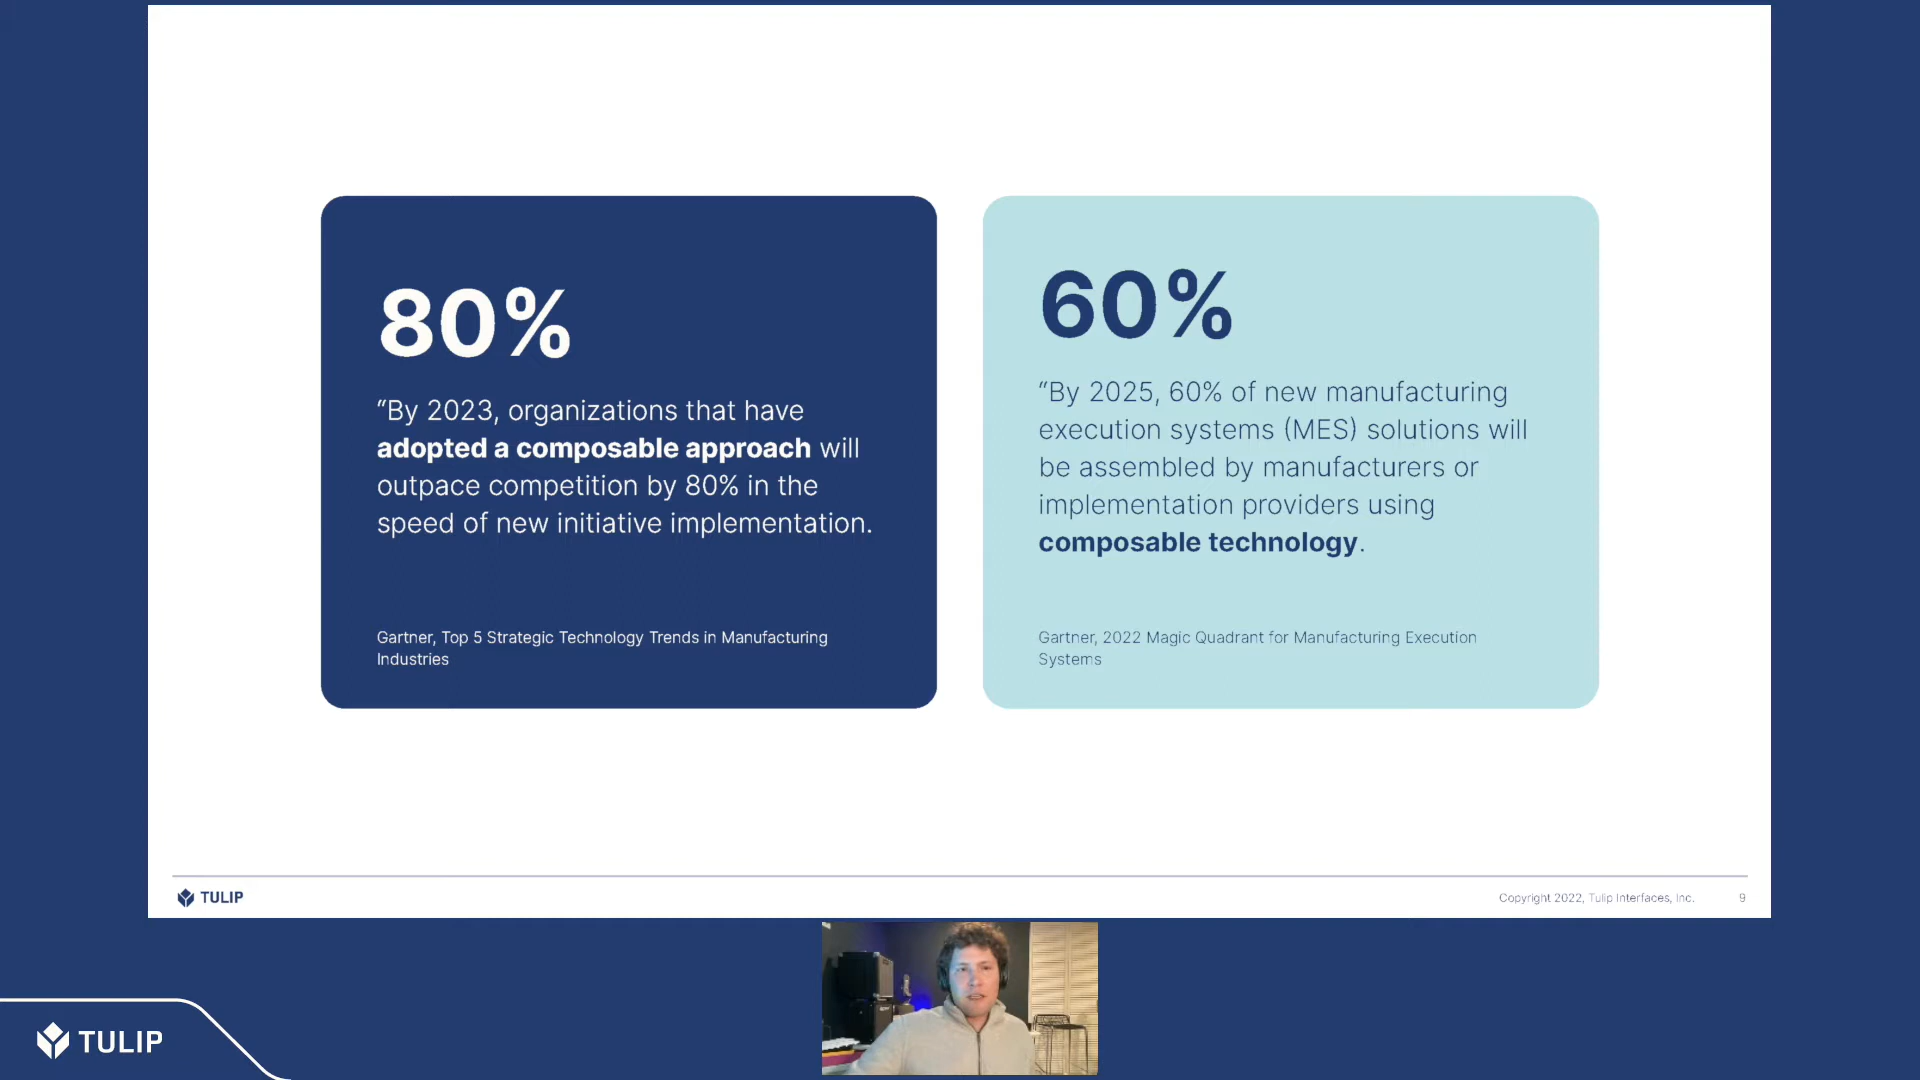 80%
“By 2023, organizations that have
adopted a composable approach will
outpace competition by 80% in the
speed of new initiative implementation.
Gartner, Top 5 Strategic Technology Trends in Manufacturing
Industries
60%
“By 2025, 60% of new manufacturing
execution systems (MES) solutions will
be assembled by manufacturers or
implementation providers using
composable technology.
Gartner, 2022 Magic Quadrant for Manufacturing Execution
Systems
TULIP
Copyright 2022, Tulip Interfaces, Inc.
9
TULIP